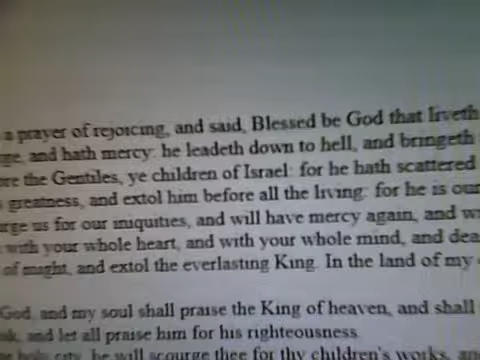 a prayer of rejoicing, and said, Blessed be God that liveth
and hath mercy: he leadeth down to hell, and bringeth
the Gentiles, ye children of Israel: for he hath scattered
greatness, and extol him before all the living: for he is our
us for our iniquities, and will have mercy again, and
with your whole heart, and with your whole mind, and
of might, and extol the everlasting King. In the land of my
God, and my soul shall praise the King of heaven, and shall
and let all praise him for his righteousness.
holy city, he will scourge thee for thy children's works,